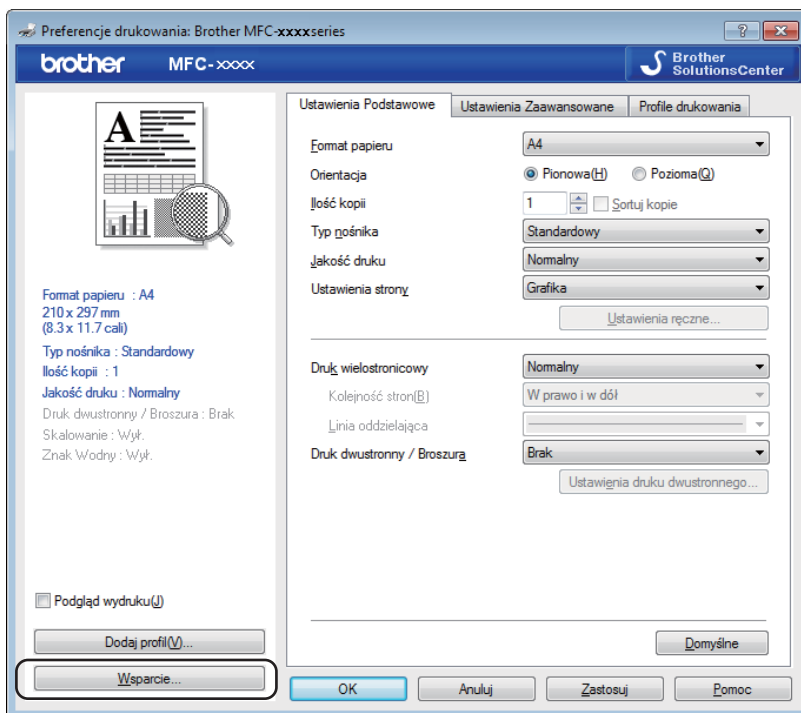 Preferencje drukowania: Brother MFC-xxxxseries
brother MFC-xxxx
Brother
SolutionsCenter
A
Format papieru : A4
210 x 297 mm
(8.3 x 11.7 cali)
Typ nośnika : Standardowy
Ilość kopii : 1
Jakość druku : Normalny
Druk dwustronny / Broszura : Brak
Skalowanie : Wył.
Znak Wodny : Wył.
Podgląd wydruku(J)
Dodaj profil(V)...
Wsparcie...
Ustawienia Podstawowe Ustawienia Zaawansowane Profile drukowania
Format papieru A4
Orientacja Pionowa(H) Pozioma(Q)
Ilość kopii 1 Sortuj kopie
Typ nośnika Standardowy
Jakość druku Normalny
Ustawienia strony Grafika
Ustawienia ręczne...
Druk wielostronicowy Normalny
Kolejność stron(B) W prawo i w dół
Linia oddzielająca
Druk dwustronny / Broszura Brak
Ustawienia druku dwustronnego...
Domyślne
OK Anuluj Zastosuj Pomoc